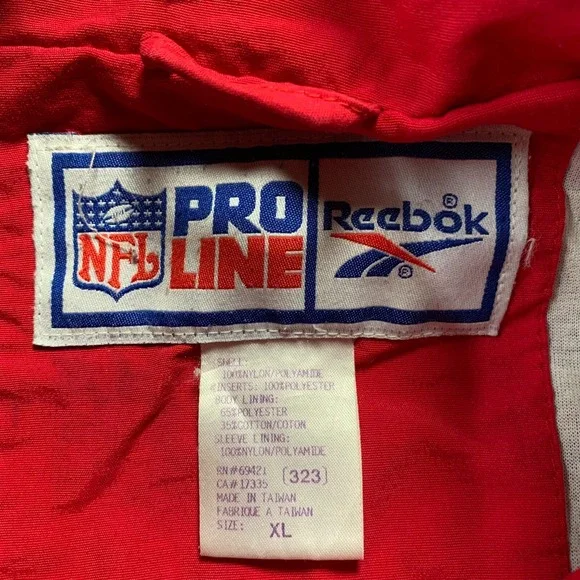 NFL
PRO
LINE
Reebok®
®
SHELL:
100%NYLON/POLYAMIDE
INSERTS: 100%POLYESTER
BODY LINING:
65%POLYESTER
35%COTTON/COTON
SLEEVE LINING:
100%NYLON/POLYAMIDE
RN#69421 [323]
CA#17335
MADE IN TAIWAN
FABRIQUE A TAIWAN
SIZE: XL